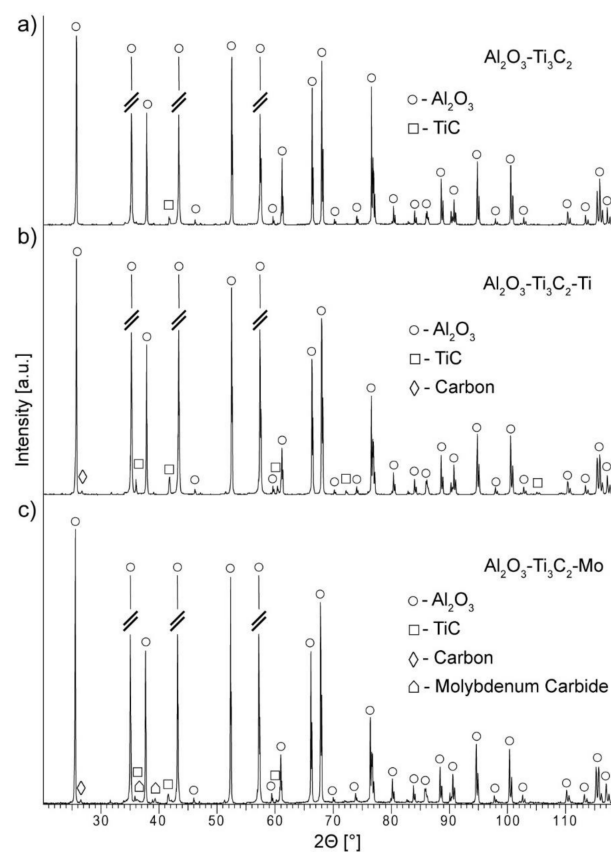 a)
Al₂O₃-Ti₃C₂
- Al₂O₃
- TiC
b)
Al₂O₃-Ti₃C₂-Ti
- Al₂O₃
- TiC
- Carbon
Intensity [a.u.]
c)
Al₂O₃-Ti₃C₂-Mo
- Al₂O₃
- TiC
- Carbon
- Molybdenum Carbide
30 40 50 60 70 80 90 100 110
2Θ [°]